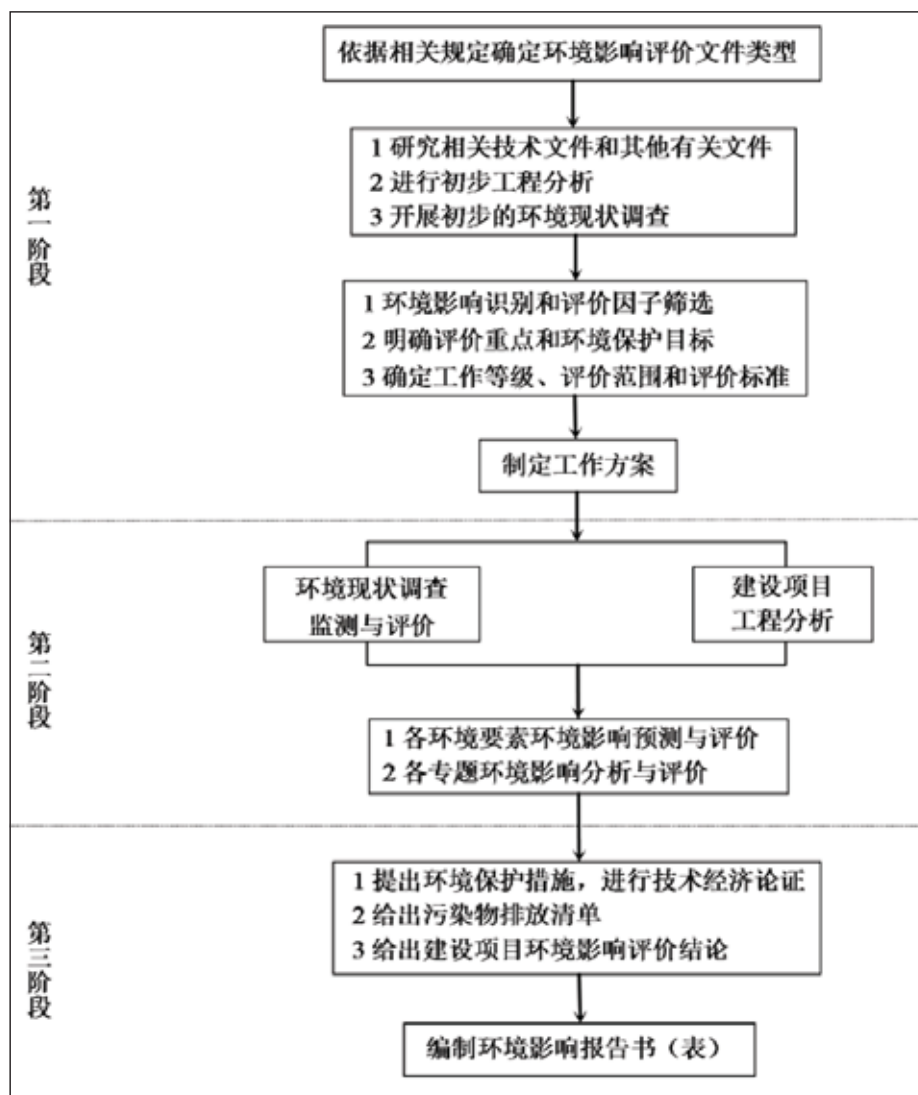 依据相关规定确定环境影响评价文件类型
1 研究相关技术文件和其他有关文件
2 进行初步工程分析
3 开展初步的环境现状调查
第一阶段
1 环境影响识别和评价因子筛选
2 明确评价重点和环境保护目标
3 确定工作等级、评价范围和评价标准
制定工作方案
环境现状调查
监测与评价
建设项目
工程分析
第二阶段
1 各环境要素环境影响预测与评价
2 各专题环境影响分析与评价
1 提出环境保护措施，进行技术经济论证
2 给出污染物排放清单
3 给出建设项目环境影响评价结论
第三阶段
编制环境影响报告书（表）